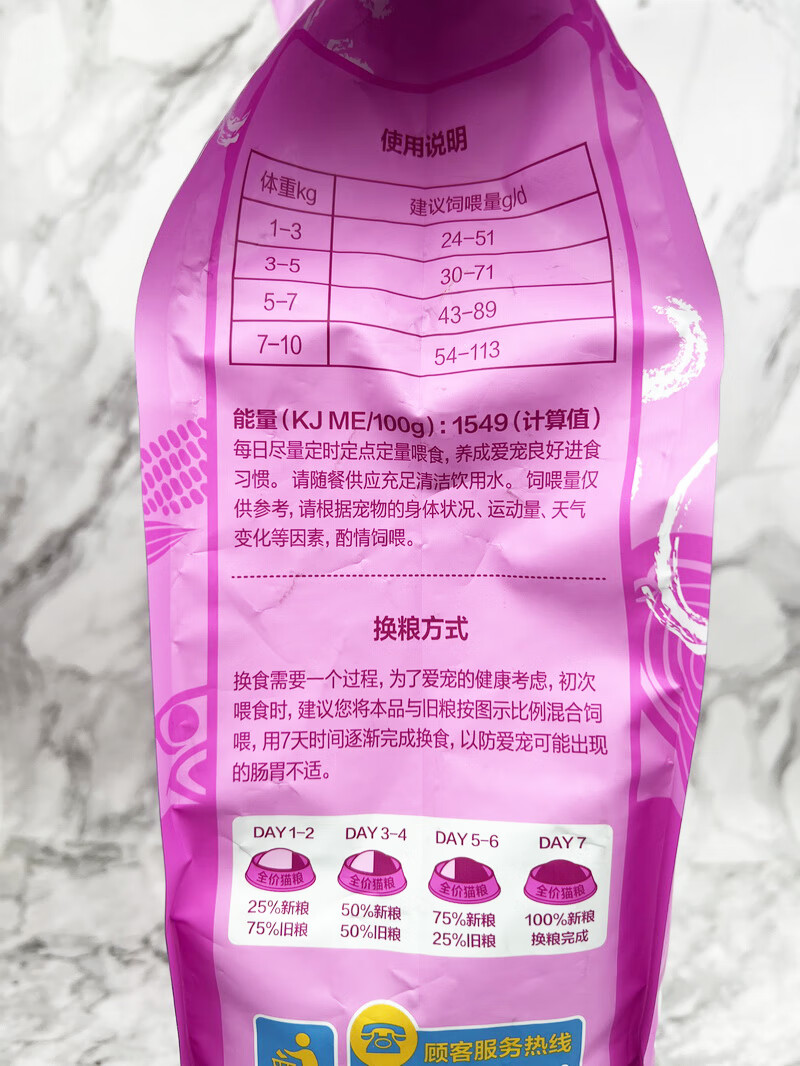 使用说明
体重kg 建议饲喂量g/d
1-3 24-51
3-5 30-71
5-7 43-89
7-10 54-113
能量(KJ ME/100g):1549(计算值)
每日尽量定时定点定量喂食,养成爱宠良好进食
习惯。请随餐供应充足清洁饮用水。饲喂量仅
供参考,请根据宠物的身体状况、运动量、天气
变化等因素,酌情饲喂。
换粮方式
换食需要一个过程,为了爱宠的健康考虑,初次
喂食时,建议您将本品与旧粮按图示比例混合饲
喂,用7天时间逐渐完成换食,以防爱宠可能出现
的肠胃不适。
DAY 1-2 DAY 3-4 DAY 5-6 DAY 7
全价猫粮 全价猫粮 全价猫粮 全价猫粮
25%新粮 50%新粮 75%新粮 100%新粮
75%旧粮 50%旧粮 25%旧粮 换粮完成
顾客服务热线